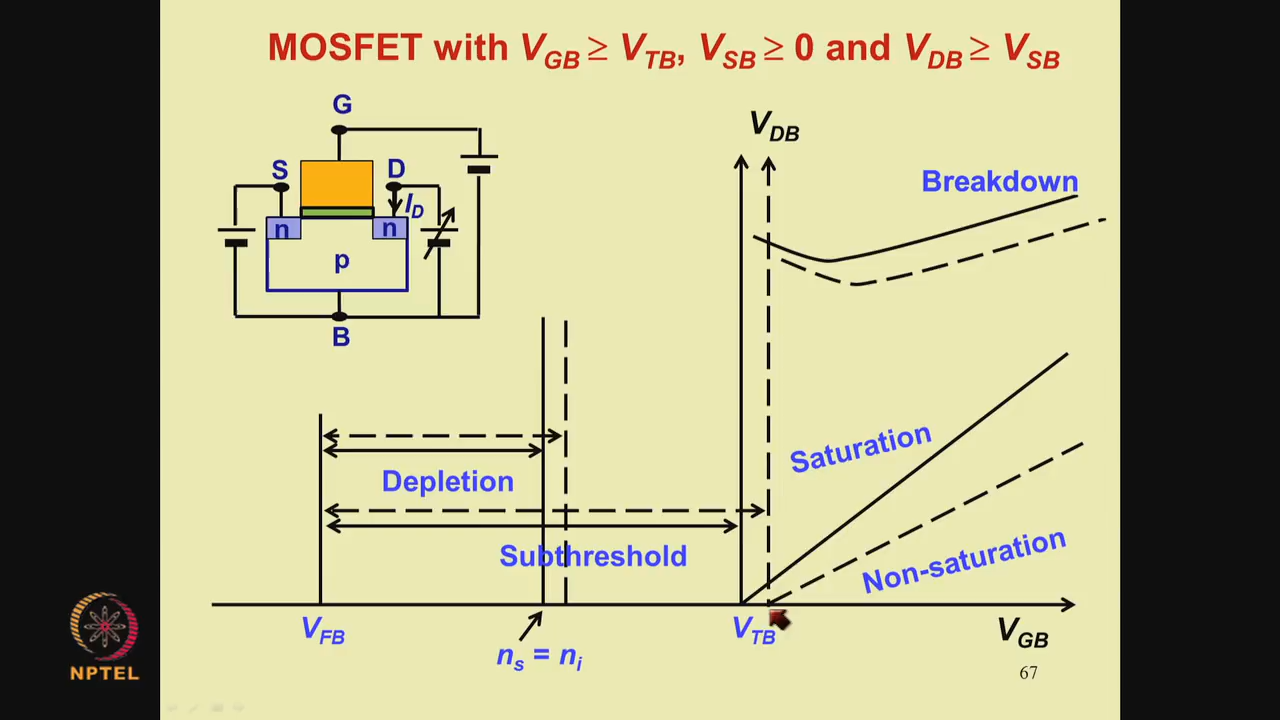 MOSFET with V_GB ≥ V_TB, V_SB ≥ 0 and V_DB ≥ V_SB
G
S
D
I_D
n
n
p
B
V_DB
Breakdown
Saturation
Depletion
Subthreshold
Non-saturation
V_FB
n_s = n_i
V_TB
V_GB
67
NPTEL